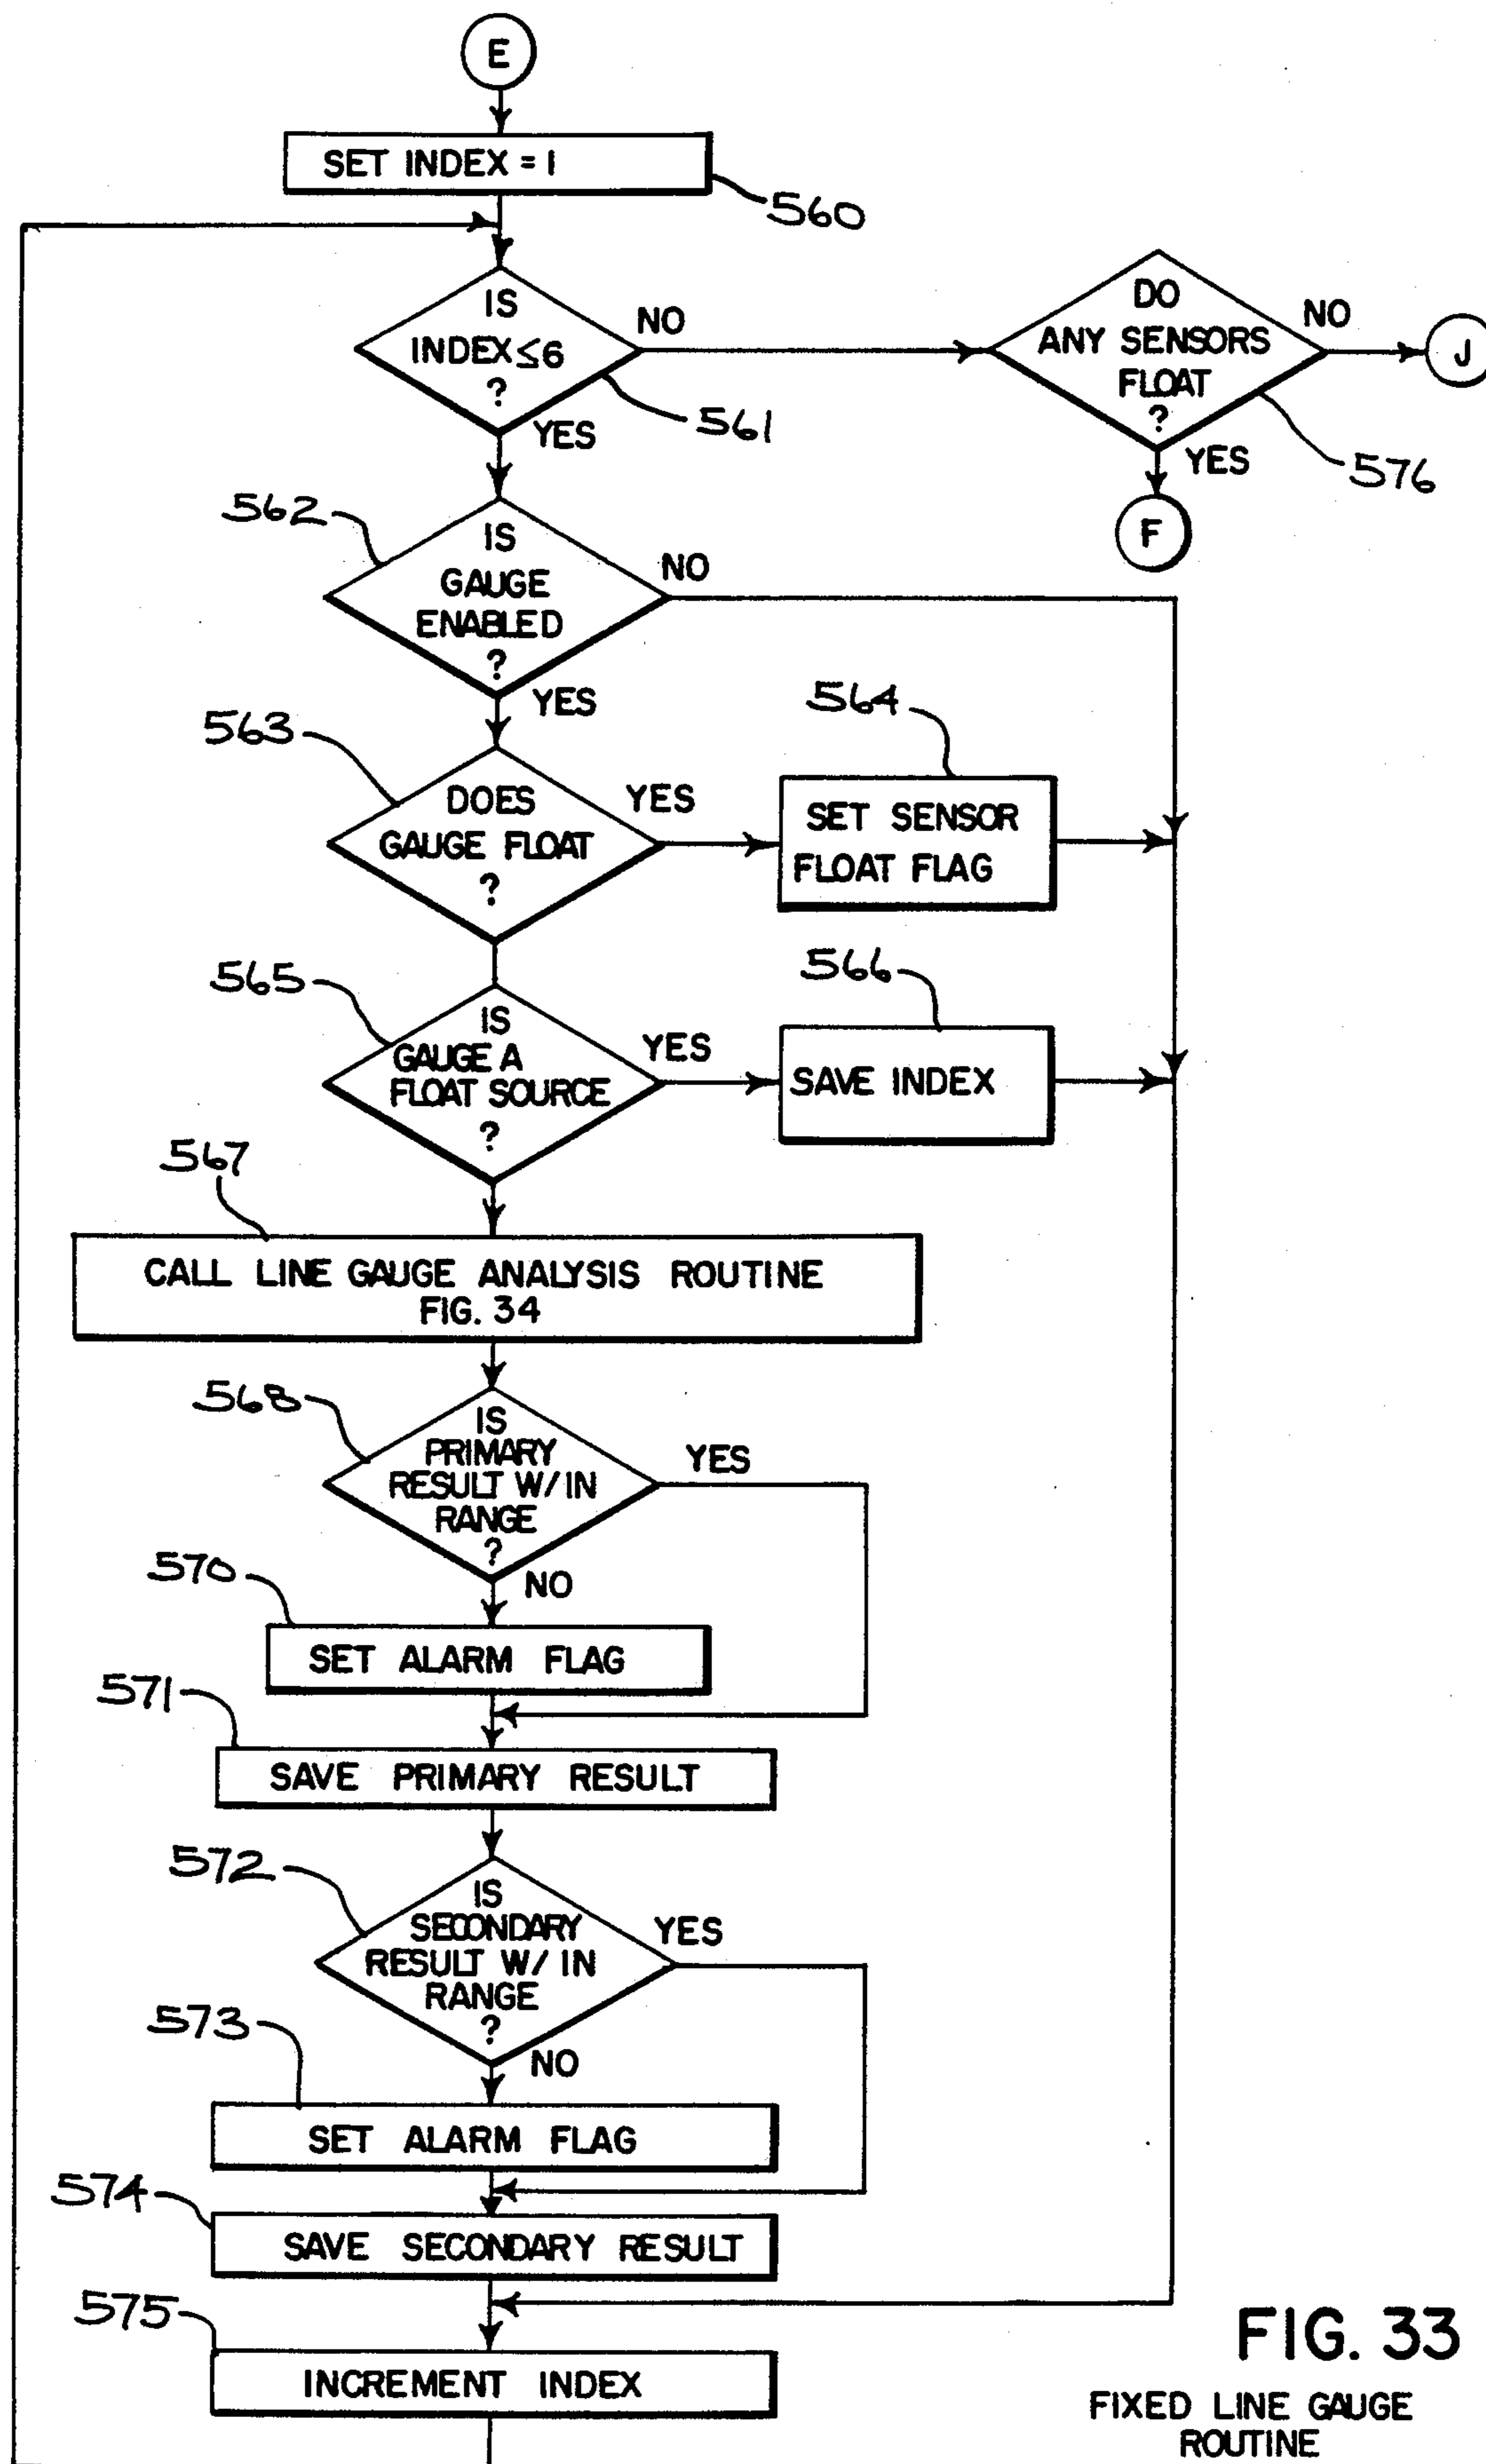 E
SET INDEX = 1
560
IS
INDEX ≤6
?
NO
YES
561
DO
ANY SENSORS
FLOAT
?
NO
J
YES
576
F
562
IS
GAUGE
ENABLED
?
NO
YES
563
DOES
GAUGE FLOAT
?
YES
564
SET SENSOR
FLOAT FLAG
565
IS
GAUGE A
FLOAT SOURCE
?
YES
566
SAVE INDEX
567
CALL LINE GAUGE ANALYSIS ROUTINE
FIG. 34
568
IS
PRIMARY
RESULT W/IN
RANGE
?
YES
NO
570
SET ALARM FLAG
571
SAVE PRIMARY RESULT
572
IS
SECONDARY
RESULT W/IN
RANGE
?
YES
NO
573
SET ALARM FLAG
574
SAVE SECONDARY RESULT
575
INCREMENT INDEX
FIG. 33
FIXED LINE GAUGE
ROUTINE